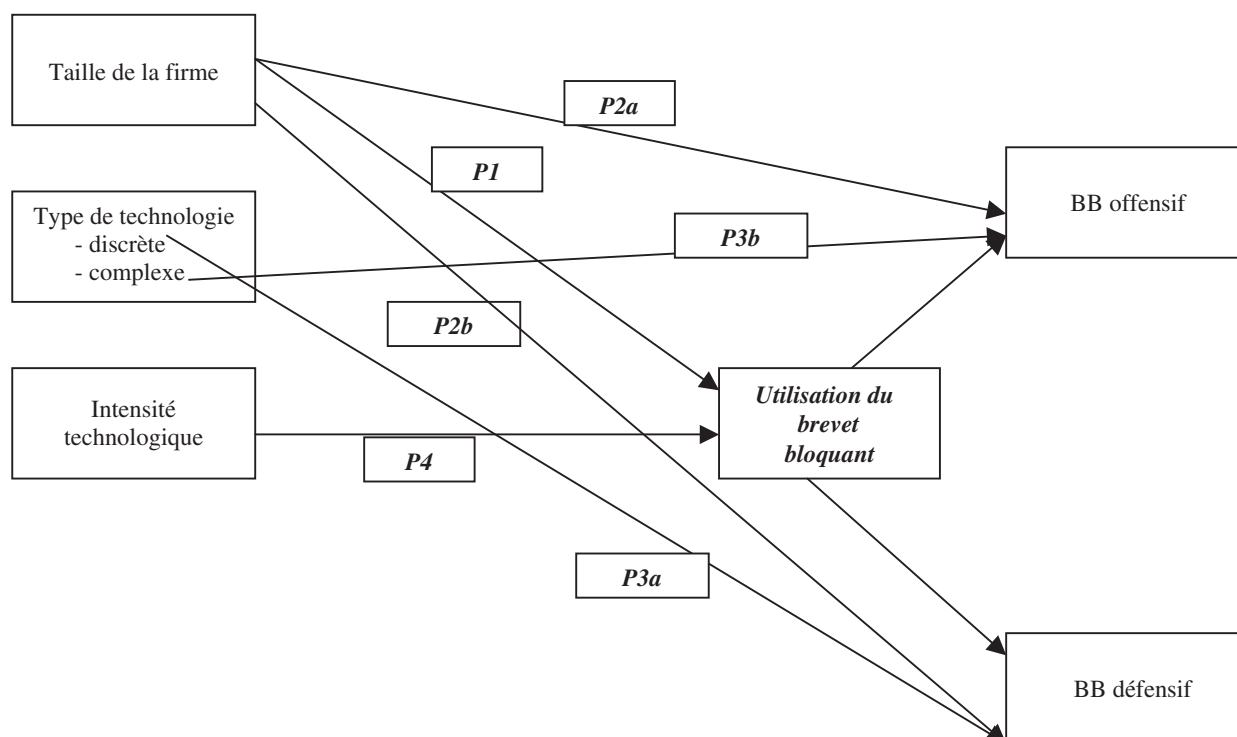 Taille de la firme
P2a
P1
BB offensif
Type de technologie
- discrète
- complexe
P3b
P2b
Intensité
technologique
Utilisation du
brevet
bloquant
P4
P3a
BB défensif